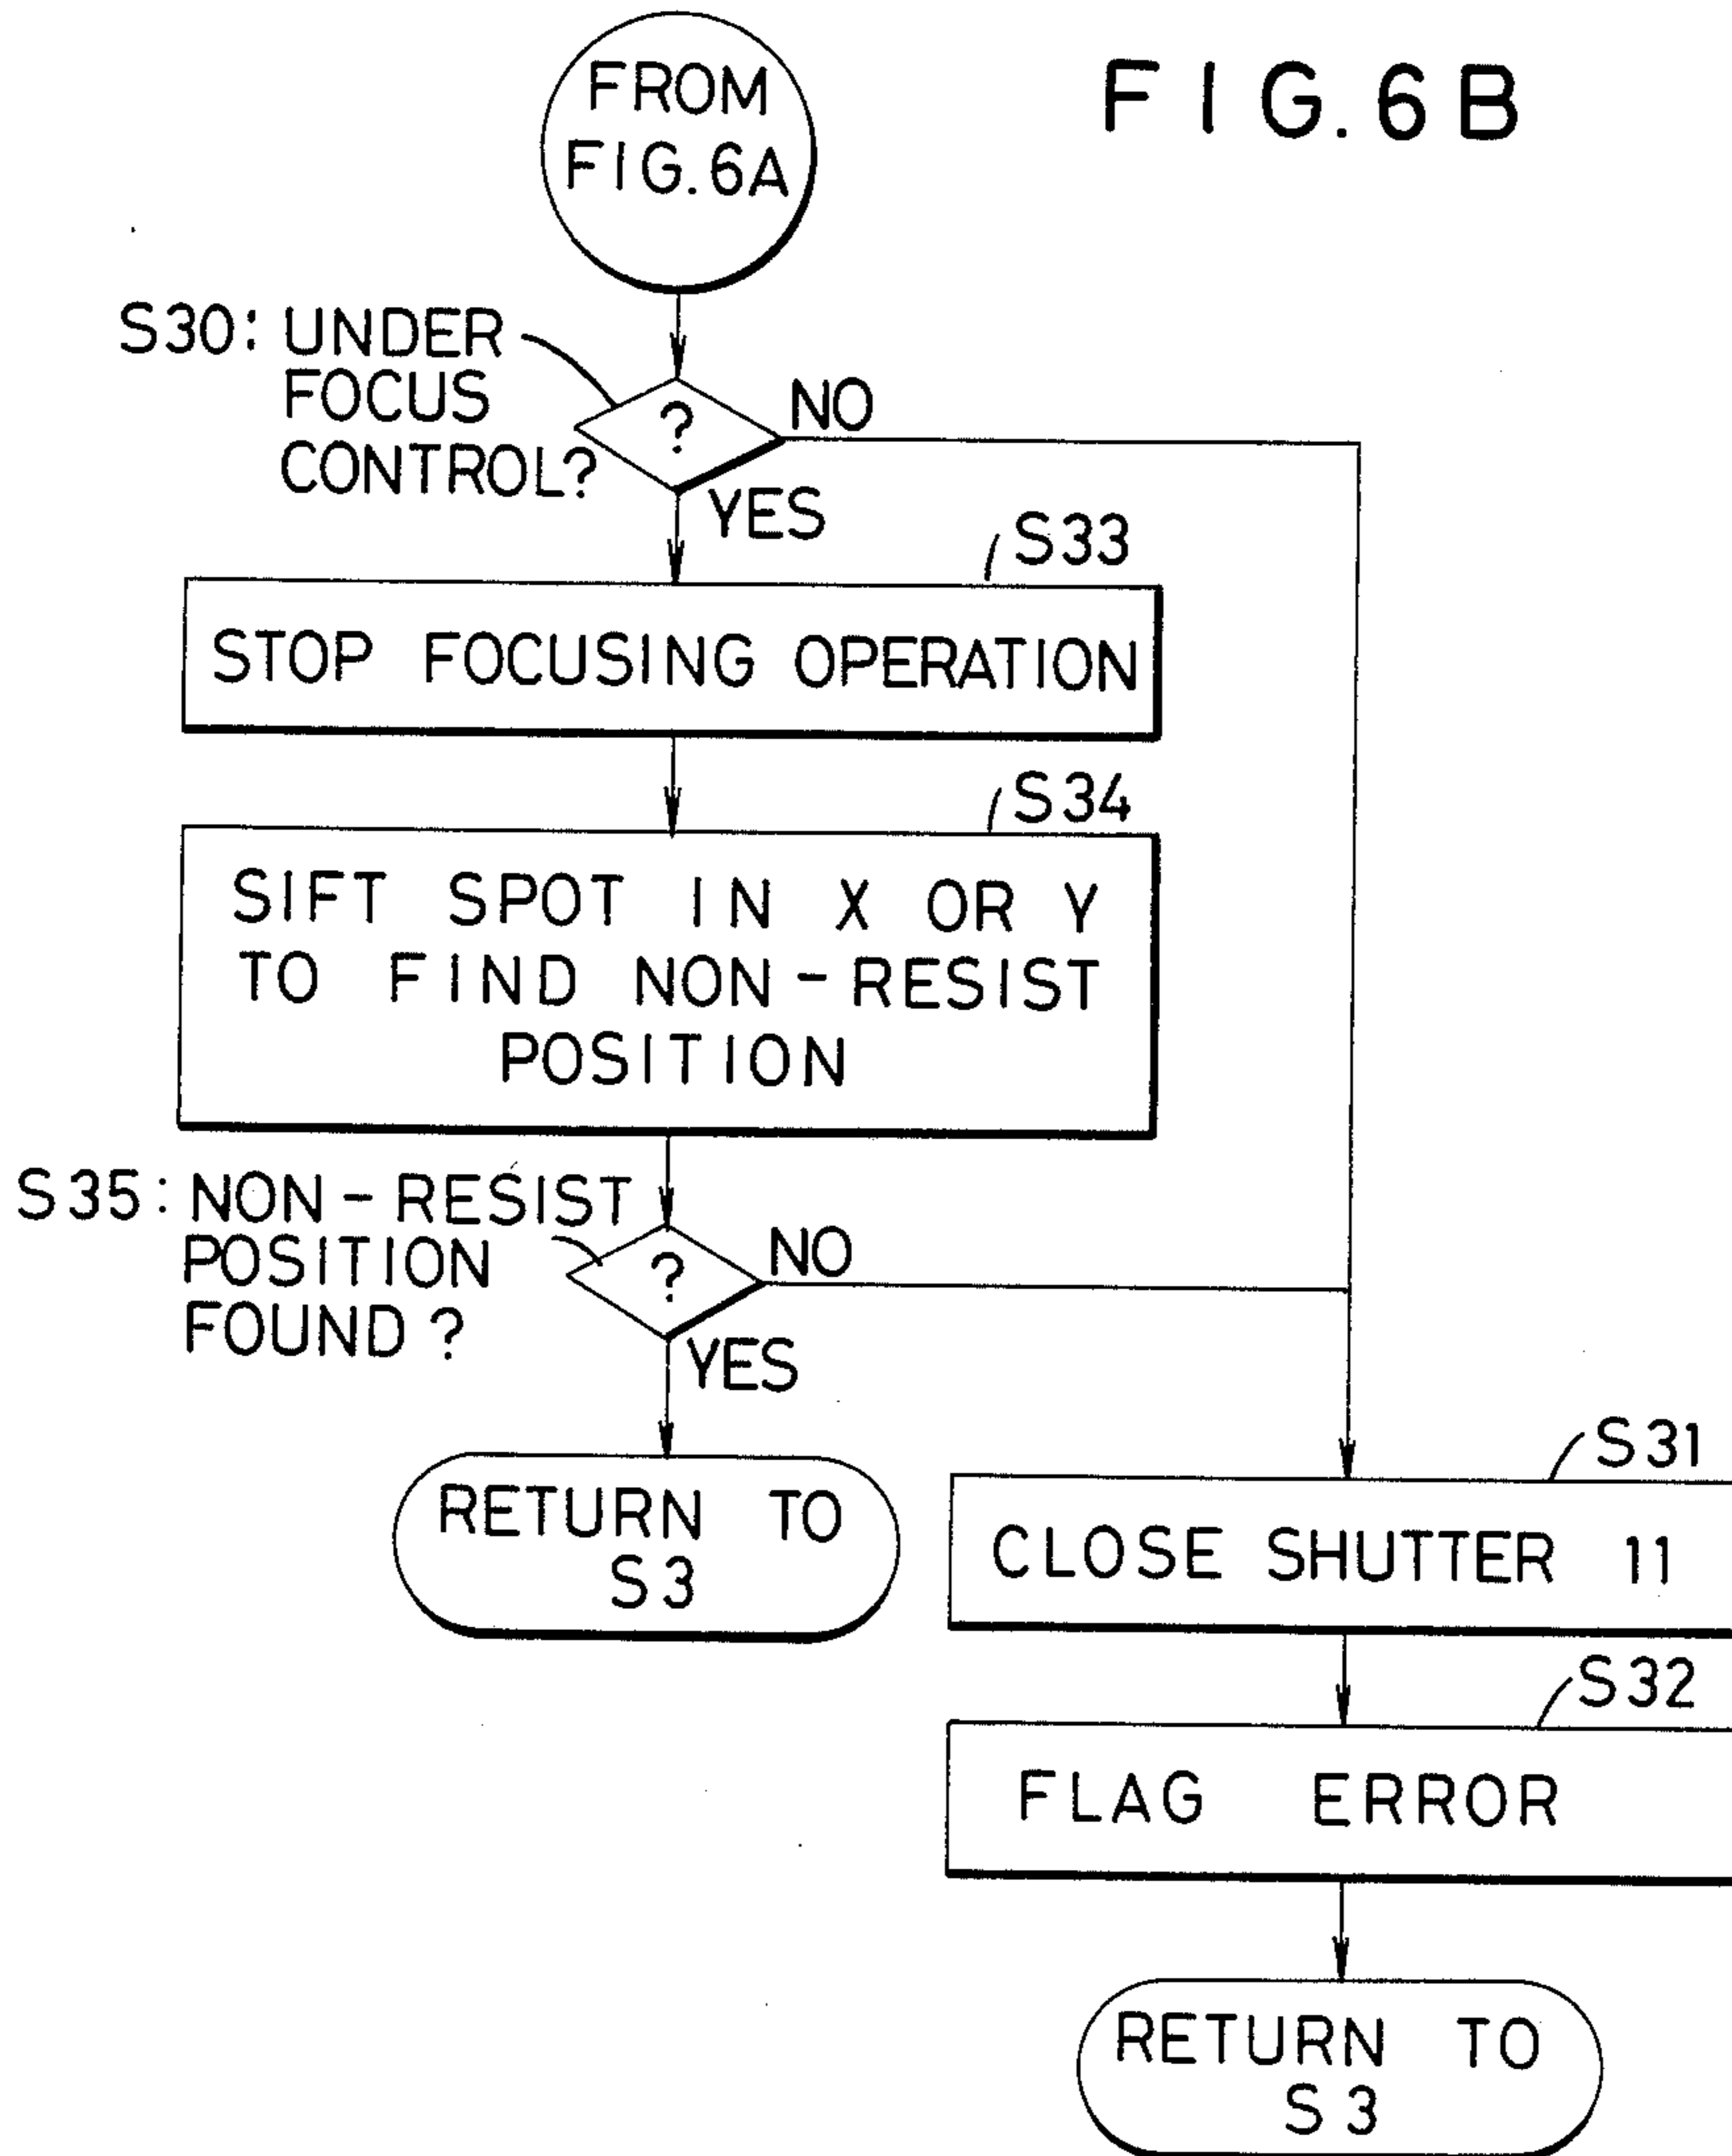 FIG.6B
FROM
FIG.6A
S30: UNDER
FOCUS
CONTROL?
?
NO
YES
S33
STOP FOCUSING OPERATION
S34
SIFT SPOT IN X OR Y
TO FIND NON-RESIST
POSITION
S35: NON-RESIST
POSITION
FOUND?
?
NO
YES
RETURN TO
S3
S31
CLOSE SHUTTER 11
S32
FLAG ERROR
RETURN TO
S3